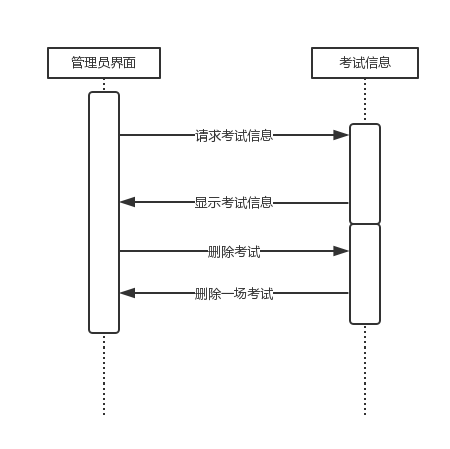 管理员界面
考试信息
请求考试信息
显示考试信息
删除考试
删除一场考试